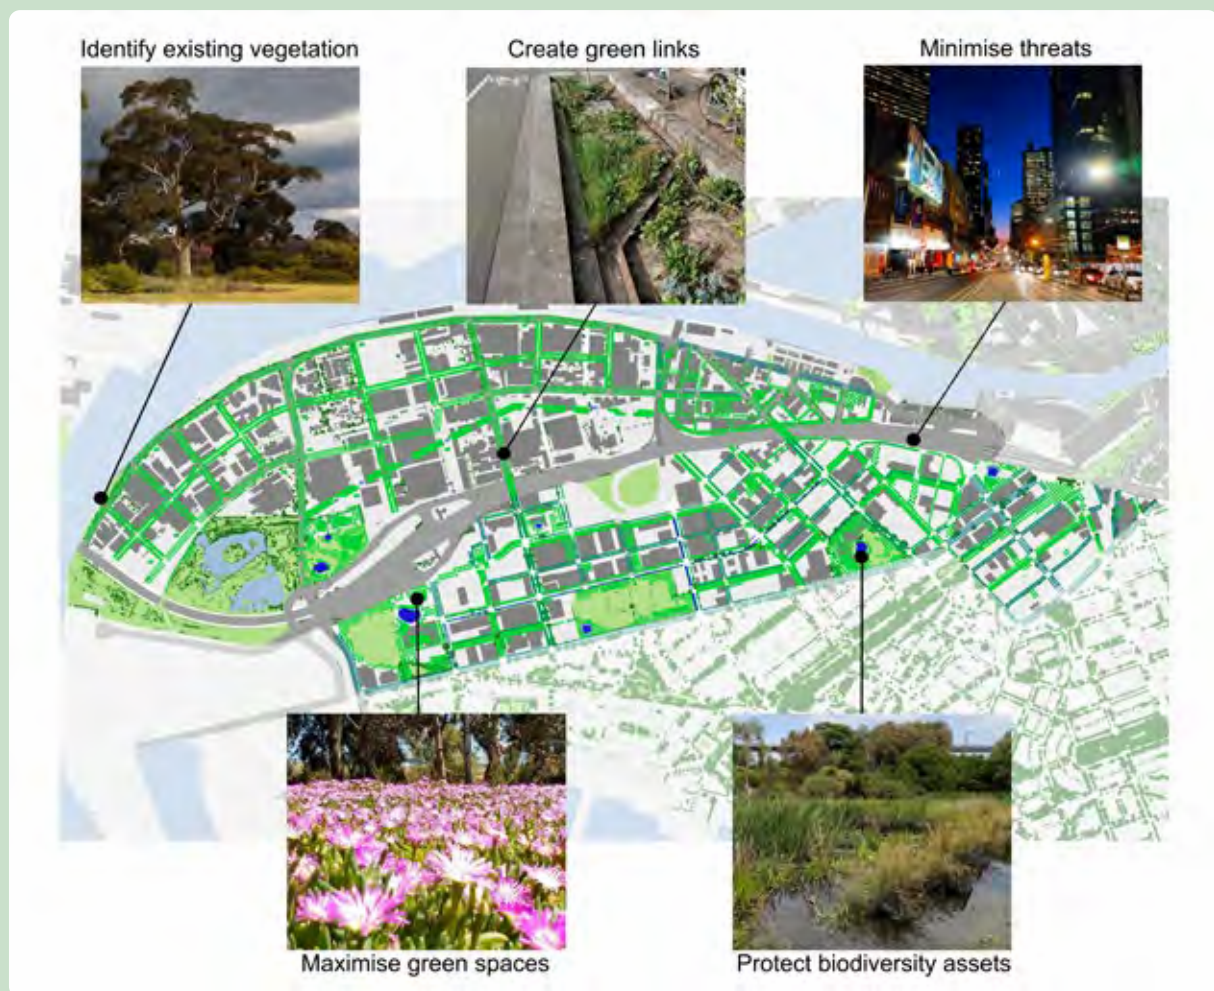 Identify existing vegetation
Create green links
Minimise threats
Maximise green spaces
Protect biodiversity assets